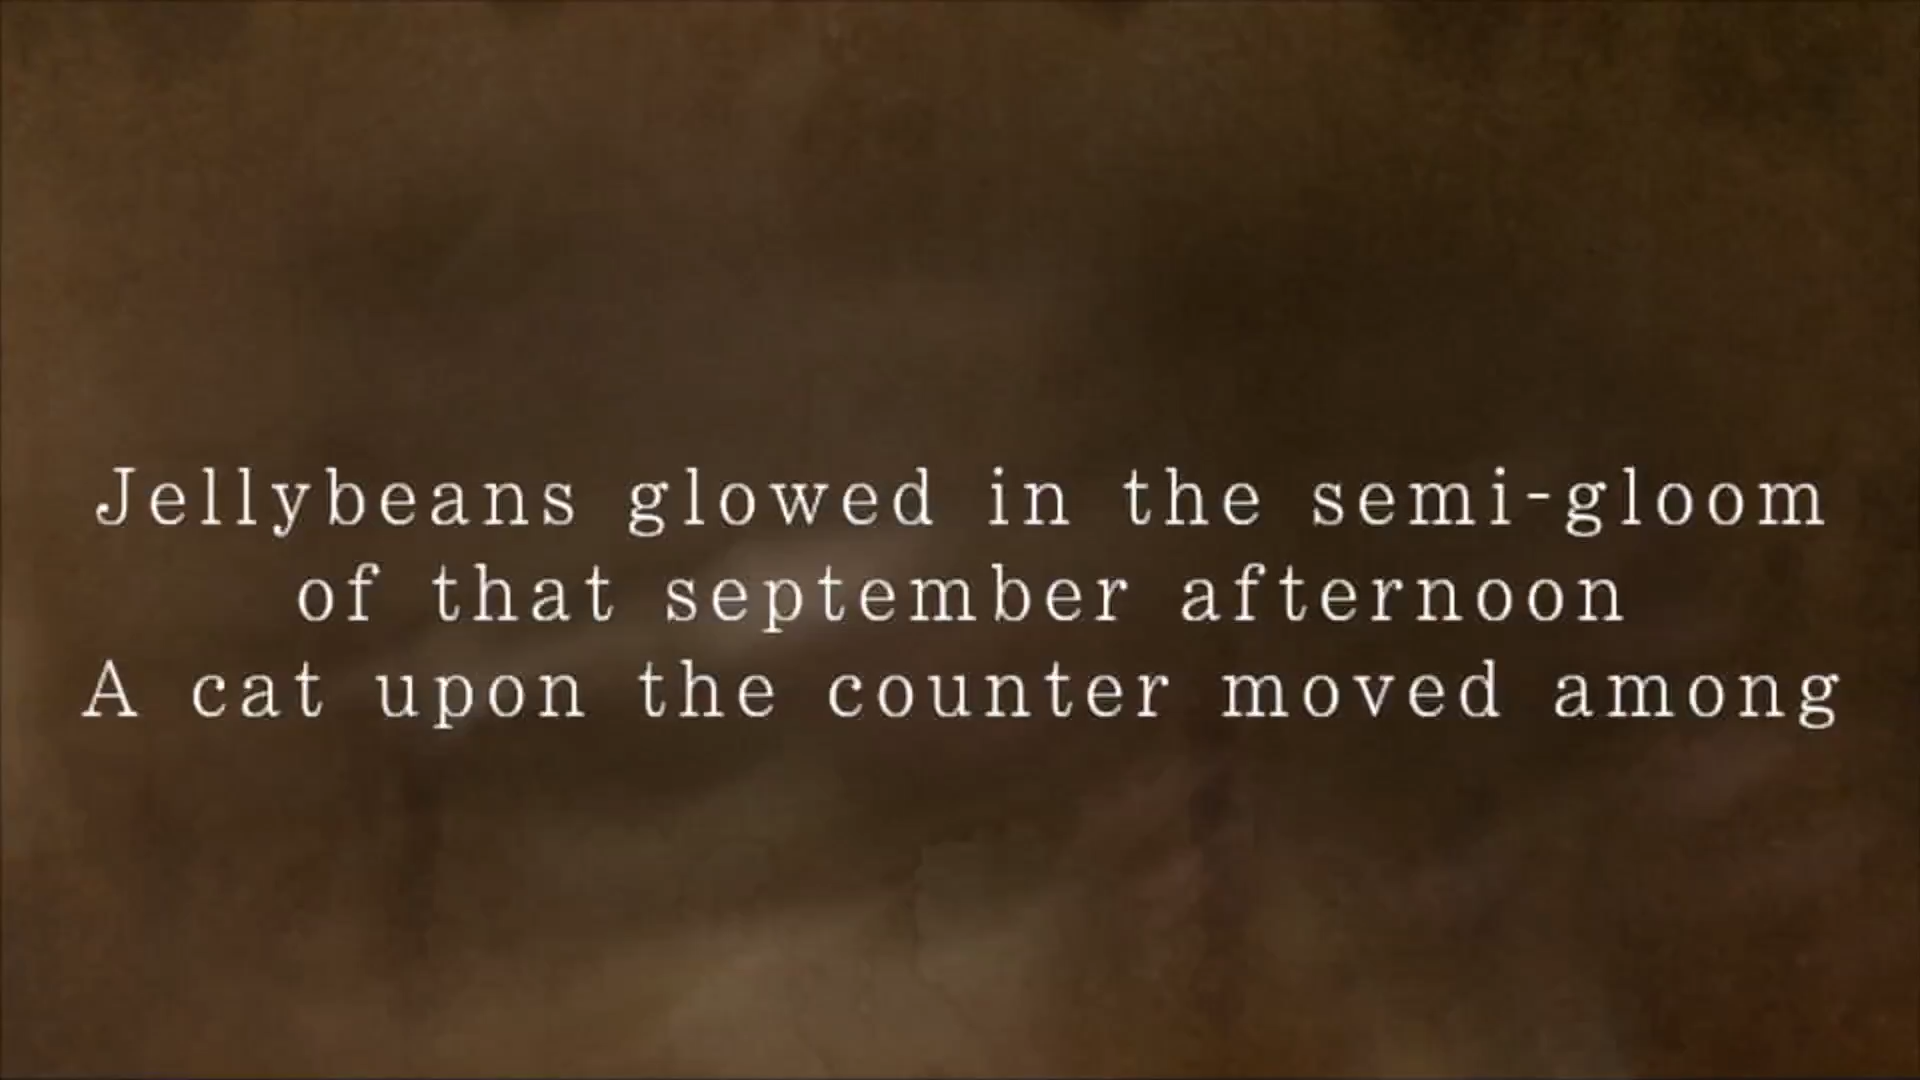 Jellybeans glowed in the semi-gloom
of that september afternoon
A cat upon the counter moved among